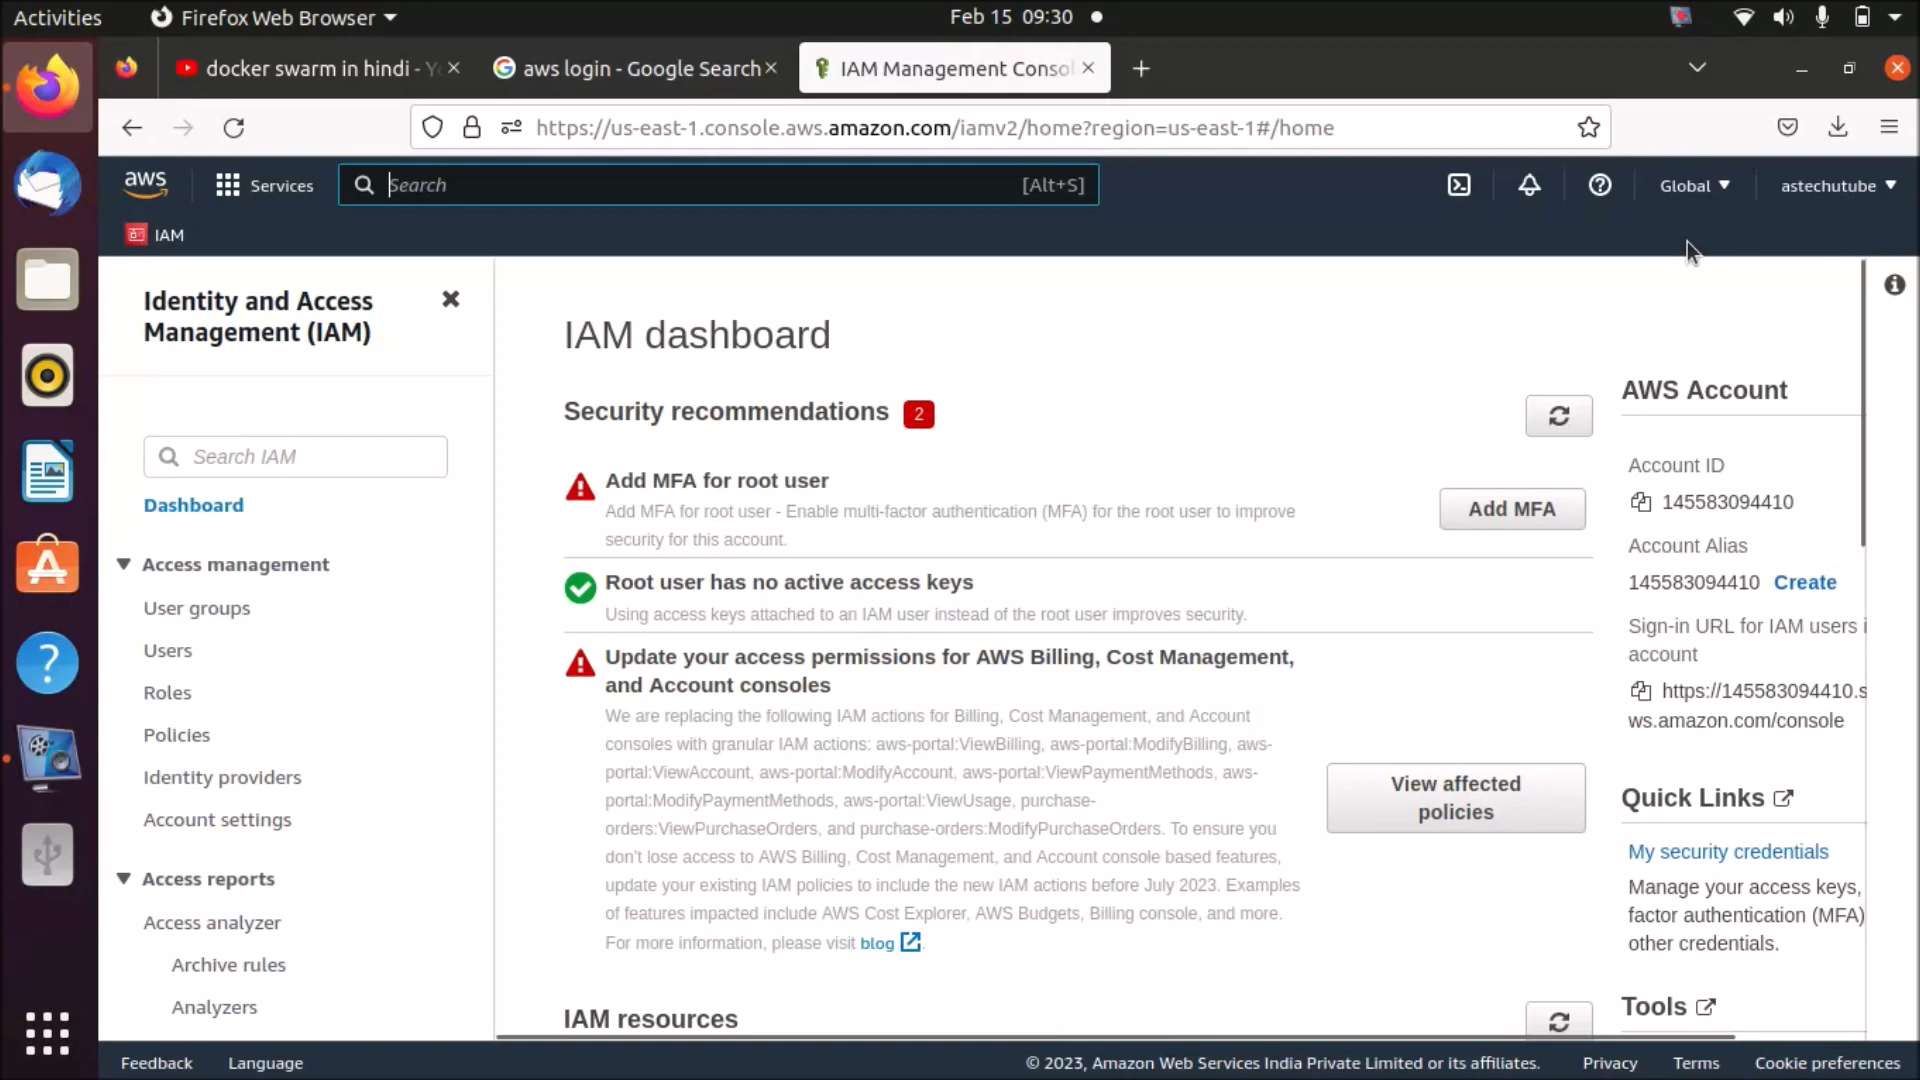 Activities
Firefox Web Browser
Feb 15 09:30
docker swarm in hindi -
aws login - Google Search
IAM Management Consol
https://us-east-1.console.aws.amazon.com/iamv2/home?region=us-east-1#/home
aws
Services
Search
[Alt+S]
Global
astechutube
IAM
Identity and Access
Management (IAM)
Search IAM
Dashboard
Access management
User groups
Users
Roles
Policies
Identity providers
Account settings
Access reports
Access analyzer
Archive rules
Analyzers
IAM dashboard
Security recommendations 2
Add MFA for root user
Add MFA for root user - Enable multi-factor authentication (MFA) for the root user to improve
security for this account.
Add MFA
Root user has no active access keys
Using access keys attached to an IAM user instead of the root user improves security.
Update your access permissions for AWS Billing, Cost Management,
and Account consoles
We are replacing the following IAM actions for Billing, Cost Management, and Account
consoles with granular IAM actions: aws-portal:ViewBilling, aws-portal:ModifyBilling, aws-
portal:ViewAccount, aws-portal:ModifyAccount, aws-portal:ViewPaymentMethods, aws-
portal:ModifyPaymentMethods, aws-portal:ViewUsage, purchase-
orders:ViewPurchaseOrders, and purchase-orders:ModifyPurchaseOrders. To ensure you
don't lose access to AWS Billing, Cost Management, and Account console based features,
update your existing IAM policies to include the new IAM actions before July 2023. Examples
of features impacted include AWS Cost Explorer, AWS Budgets, Billing console, and more.
For more information, please visit blog .
View affected
policies
IAM resources
AWS Account
Account ID
145583094410
Account Alias
145583094410 Create
Sign-in URL for IAM users i
account
https://145583094410.s
ws.amazon.com/console
Quick Links
My security credentials
Manage your access keys,
factor authentication (MFA)
other credentials.
Tools
Feedback
Language
© 2023, Amazon Web Services India Private Limited or its affiliates.
Privacy
Terms
Cookie preferences